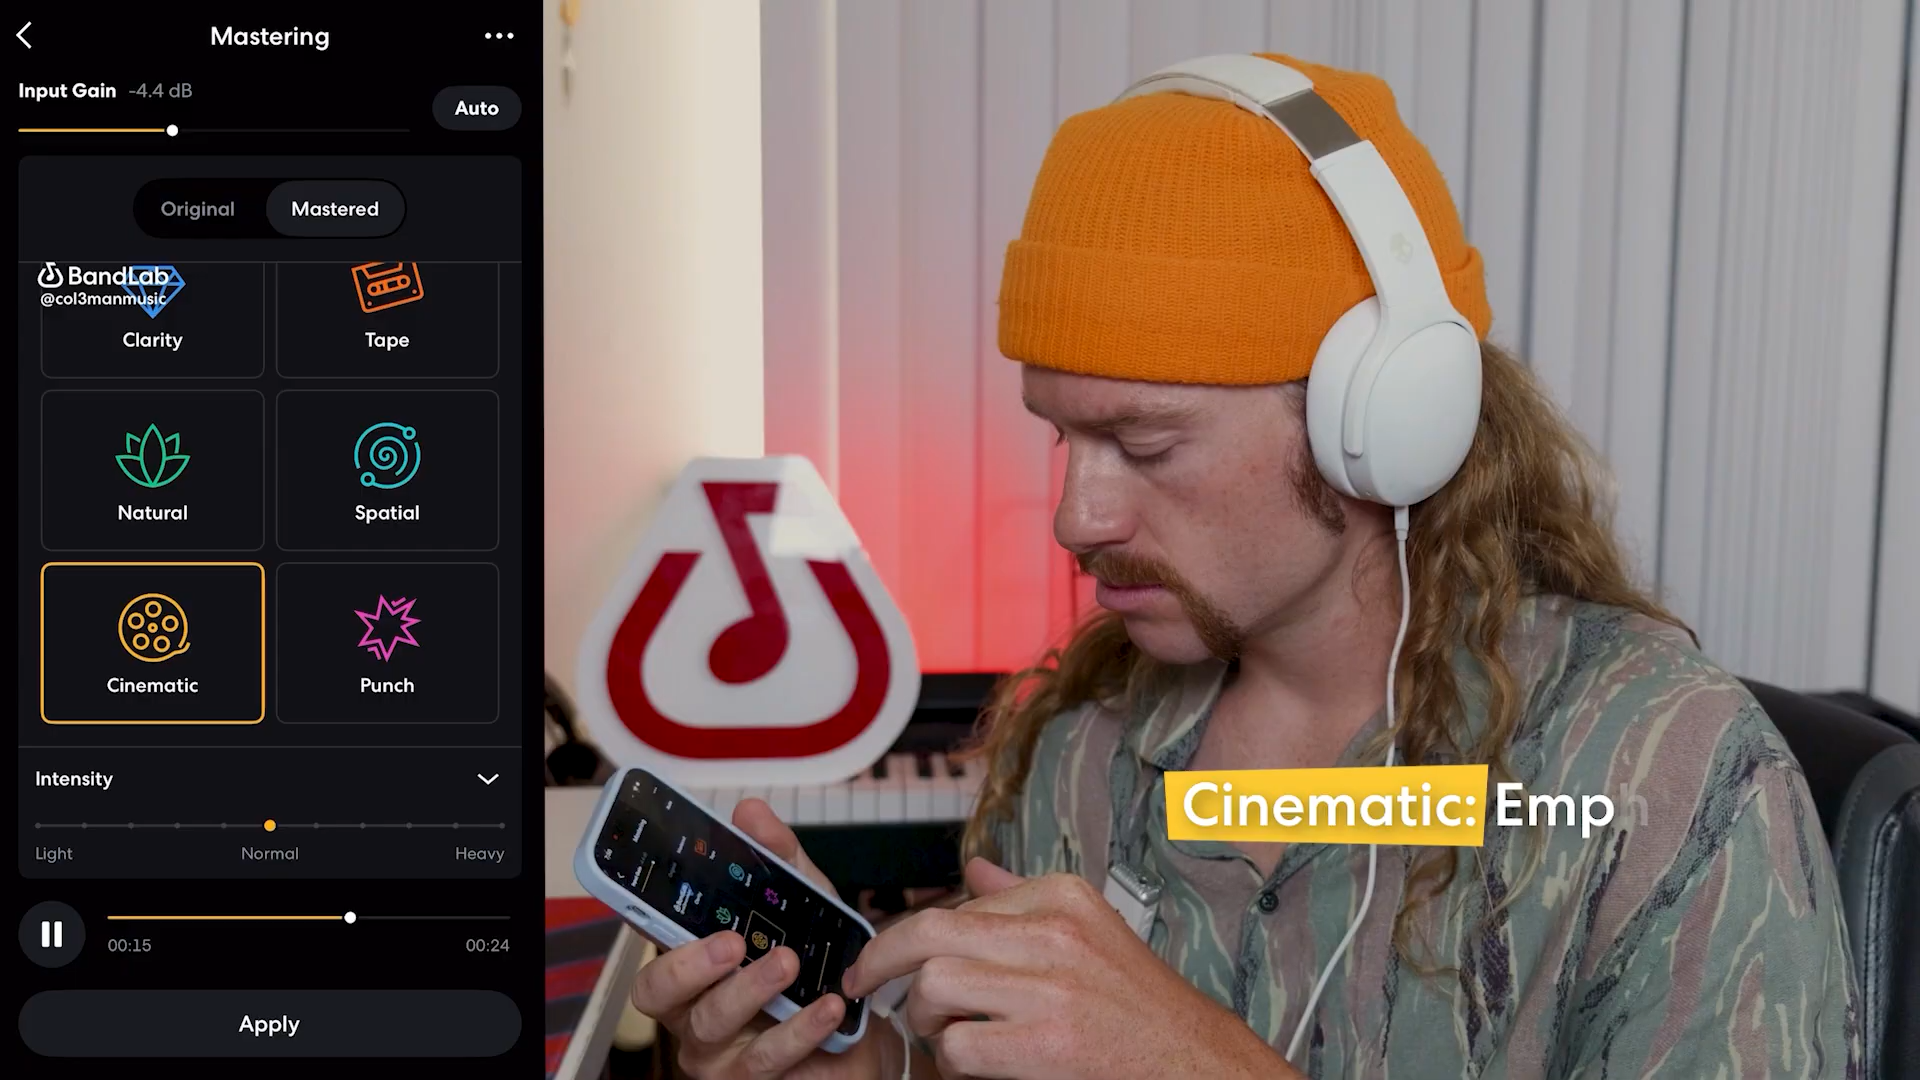 Mastering
Input Gain -4.4 dB
Auto
Original
Mastered
BandLab
@col3manmusic
Clarity
Tape
Natural
Spatial
Cinematic
Punch
Intensity
Light
Normal
Heavy
00:15
00:24
Apply
Cinematic: Emph